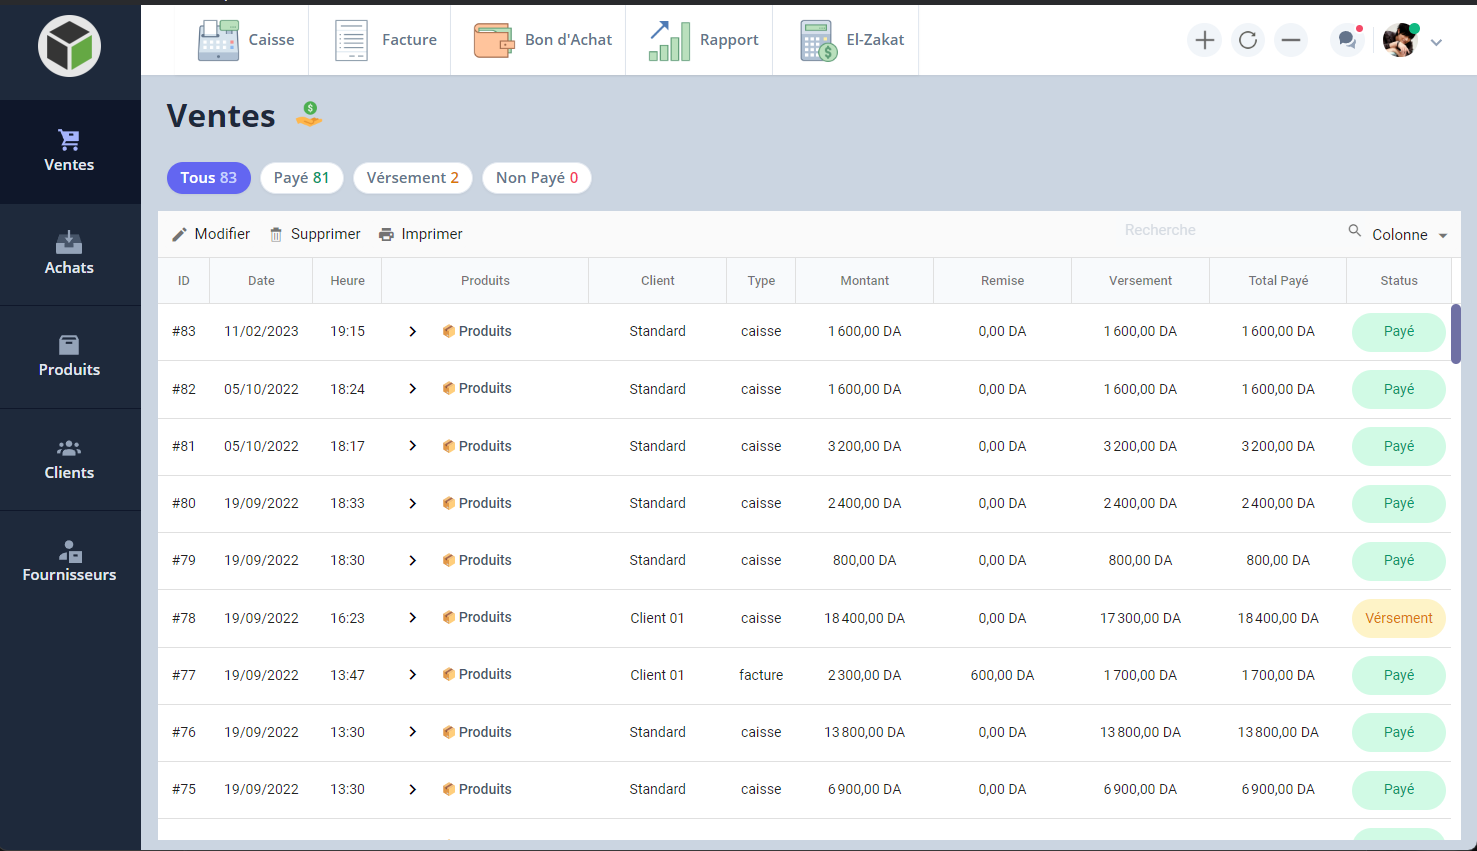 Caisse Facture Bon d'Achat Rapport El-Zakat
Ventes
Achats
Produits
Clients
Fournisseurs
Ventes
Tous 83 Payé 81 Vérsement 2 Non Payé 0
Modifier Supprimer Imprimer Recherche Colonne
ID Date Heure Produits Client Type Montant Remise Versement Total Payé Status
#83 11/02/2023 19:15 Produits Standard caisse 1 600,00 DA 0,00 DA 1 600,00 DA 1 600,00 DA Payé
#82 05/10/2022 18:24 Produits Standard caisse 1 600,00 DA 0,00 DA 1 600,00 DA 1 600,00 DA Payé
#81 05/10/2022 18:17 Produits Standard caisse 3 200,00 DA 0,00 DA 3 200,00 DA 3 200,00 DA Payé
#80 19/09/2022 18:33 Produits Standard caisse 2 400,00 DA 0,00 DA 2 400,00 DA 2 400,00 DA Payé
#79 19/09/2022 18:30 Produits Standard caisse 800,00 DA 0,00 DA 800,00 DA 800,00 DA Payé
#78 19/09/2022 16:23 Produits Client 01 caisse 18 400,00 DA 0,00 DA 17 300,00 DA 18 400,00 DA Vérsement
#77 19/09/2022 13:47 Produits Client 01 facture 2 300,00 DA 600,00 DA 1 700,00 DA 1 700,00 DA Payé
#76 19/09/2022 13:30 Produits Standard caisse 13 800,00 DA 0,00 DA 13 800,00 DA 13 800,00 DA Payé
#75 19/09/2022 13:30 Produits Standard caisse 6 900,00 DA 0,00 DA 6 900,00 DA 6 900,00 DA Payé